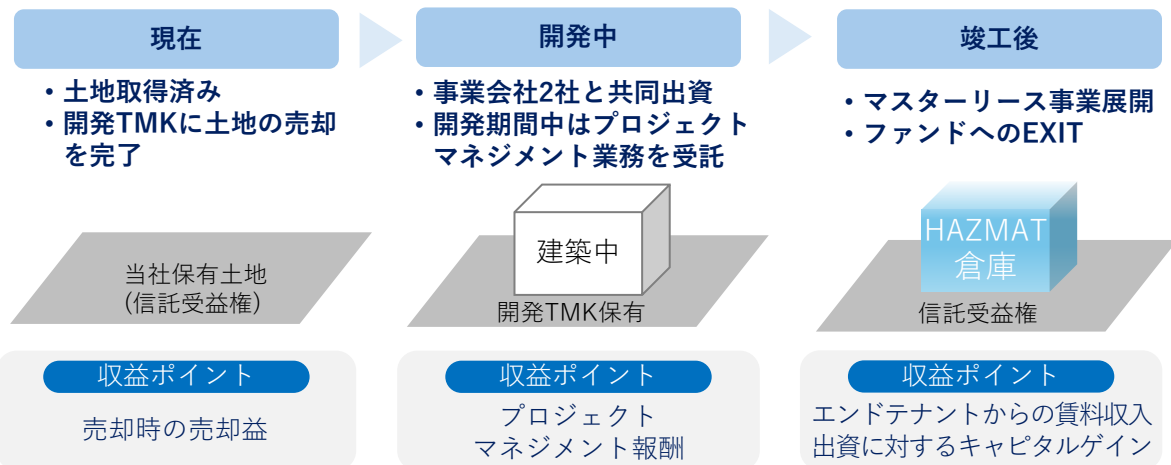 現在
・土地取得済み
・開発TMKに土地の売却
を完了
当社保有土地
(信託受益権)
収益ポイント
売却時の売却益
開発中
・事業会社2社と共同出資
・開発期間中はプロジェクト
マネジメント業務を受託
建築中
開発TMK保有
収益ポイント
プロジェクト
マネジメント報酬
竣工後
・マスターリース事業展開
・ファンドへのEXIT
HAZMAT
倉庫
信託受益権
収益ポイント
エンドテナントからの賃料収入
出資に対するキャピタルゲイン